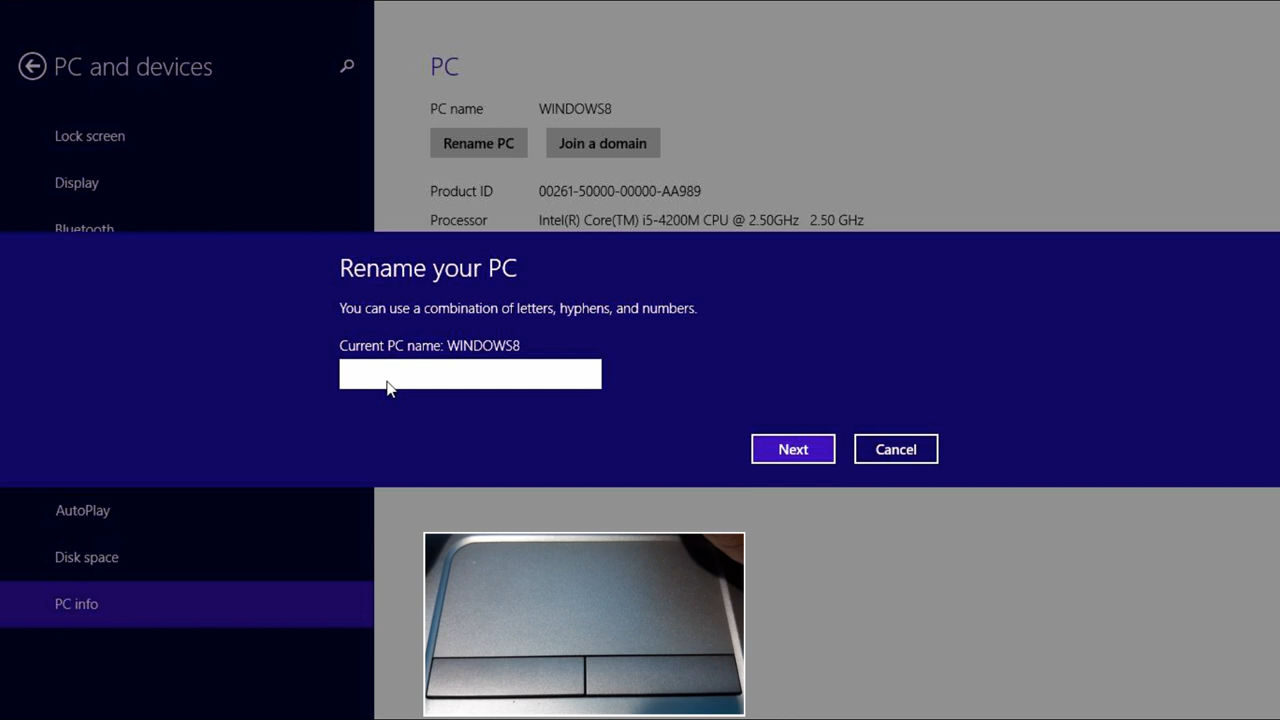 PC and devices
Lock screen
Display
Bluetooth
PC
PC name WINDOWS8
Rename PC Join a domain
Product ID 00261-50000-00000-AA989
Processor Intel(R) Core(TM) i5-4200M CPU @ 2.50GHz 2.50 GHz
Rename your PC
You can use a combination of letters, hyphens, and numbers.
Current PC name: WINDOWS8
Next Cancel
AutoPlay
Disk space
PC info